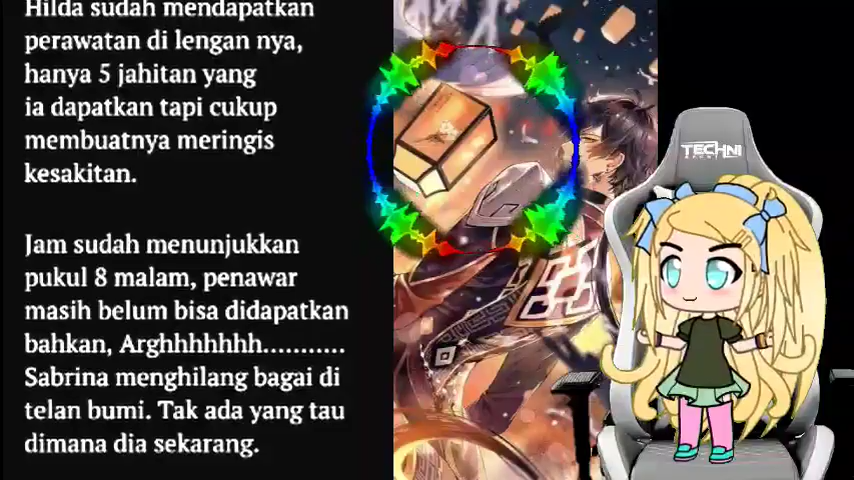 Hilda sudah mendapatkan
perawatan di lengan nya,
hanya 5 jahitan yang
ia dapatkan tapi cukup
membuatnya meringis
kesakitan.
Jam sudah menunjukkan
pukul 8 malam, penawar
masih belum bisa didapatkan
bahkan, Arghhhhhhh...........
Sabrina menghilang bagai di
telan bumi. Tak ada yang tau
dimana dia sekarang.
TECHNI